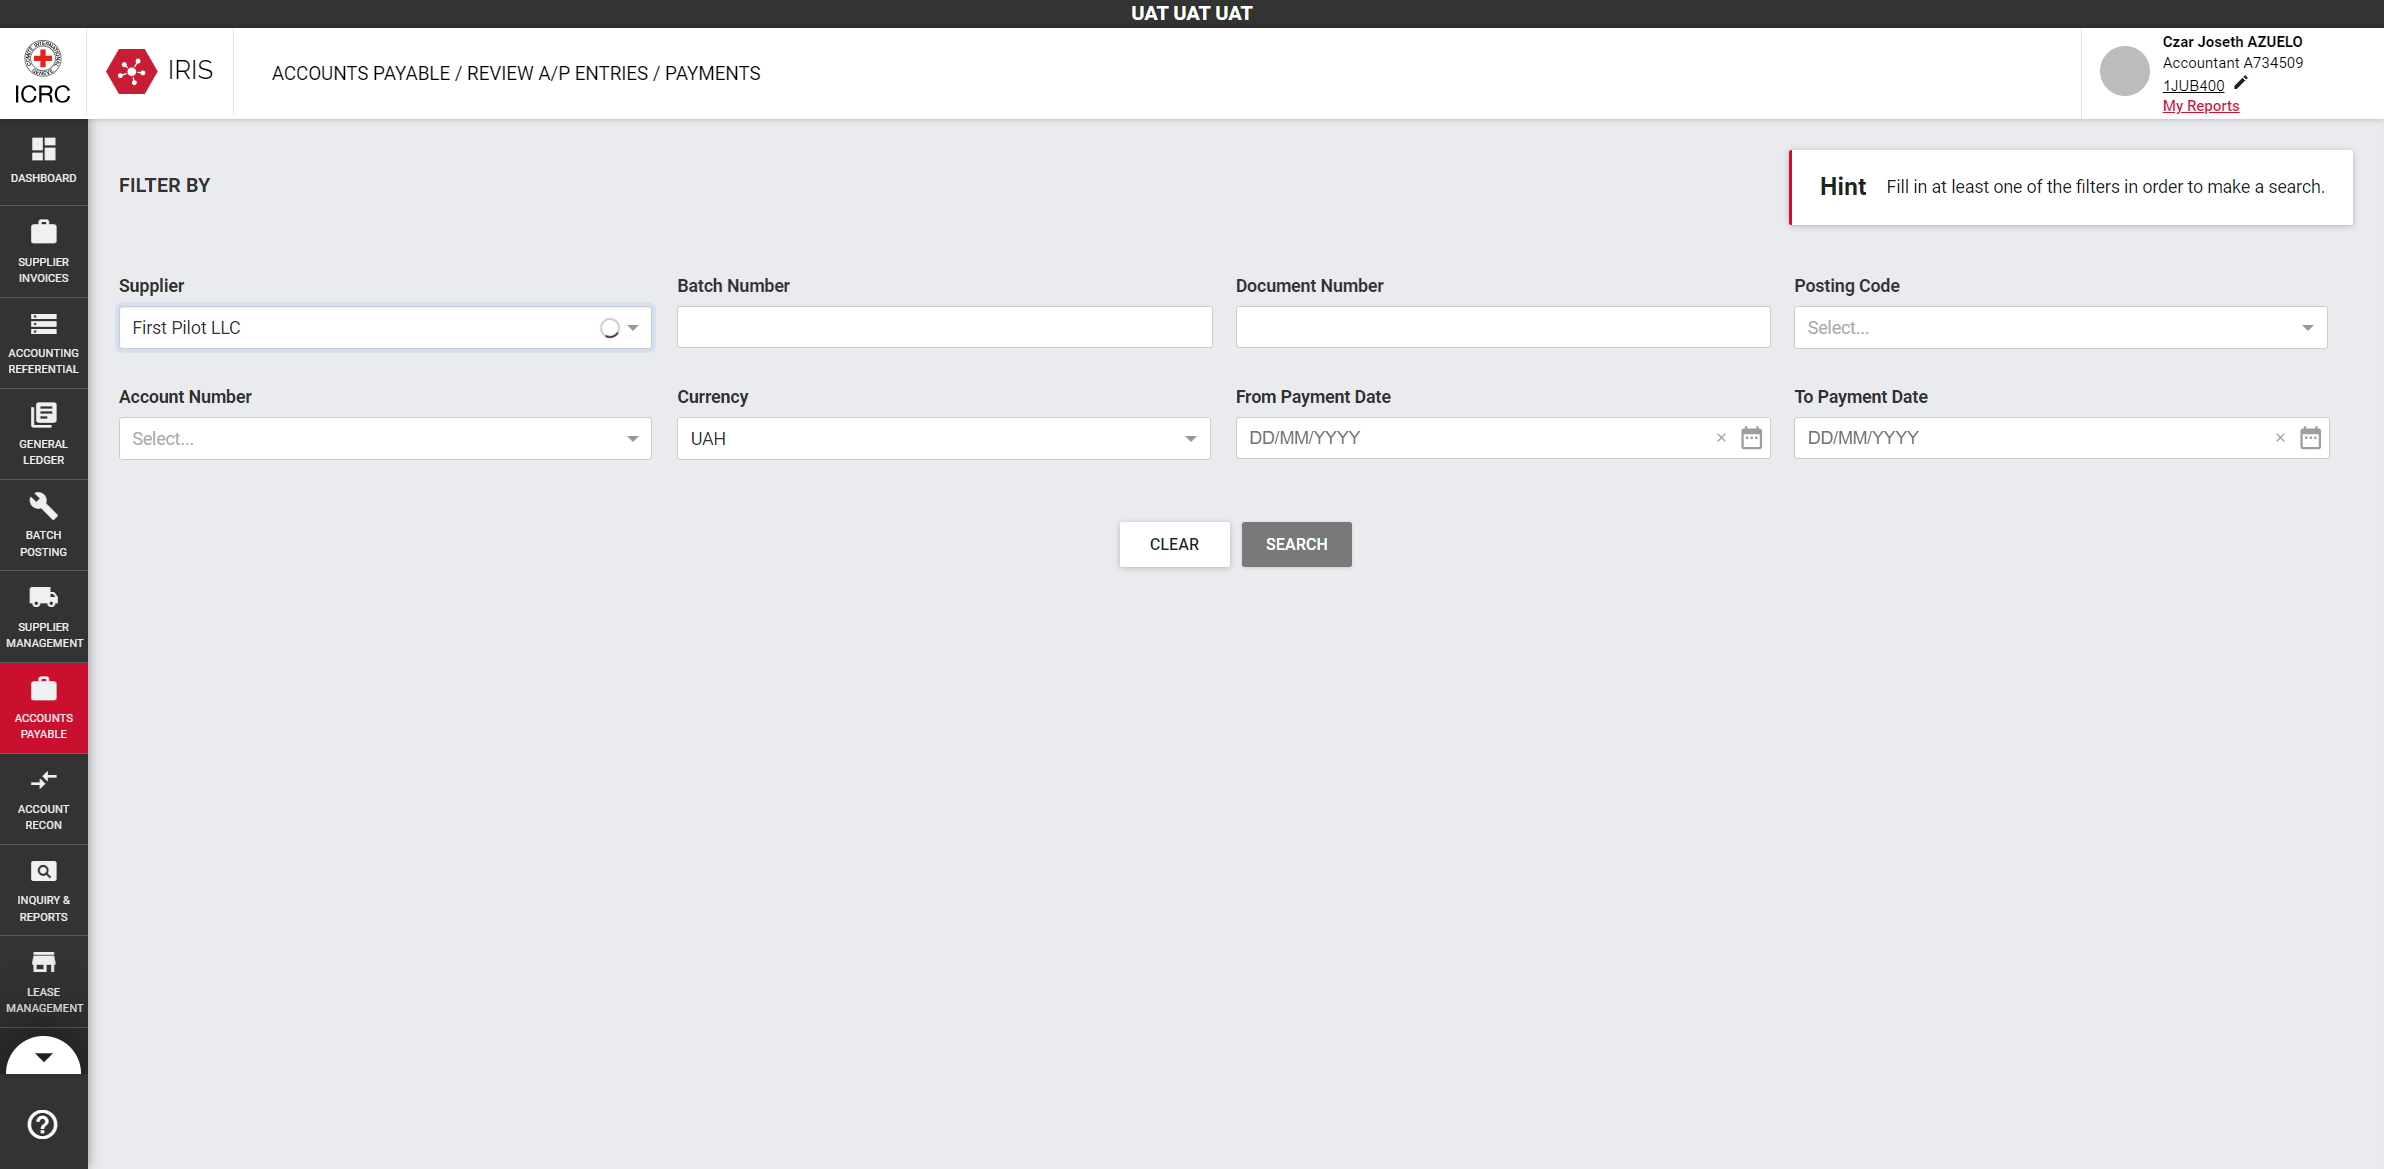 UAT UAT UAT
ICRC
IRIS
ACCOUNTS PAYABLE / REVIEW A/P ENTRIES / PAYMENTS
Czar Joseth AZUELO
Accountant A734509
1JUB400
My Reports
DASHBOARD
SUPPLIER
INVOICES
ACCOUNTING
REFERENTIAL
GENERAL
LEDGER
BATCH
POSTING
SUPPLIER
MANAGEMENT
ACCOUNTS
PAYABLE
ACCOUNT
RECON
INQUIRY &
REPORTS
LEASE
MANAGEMENT
FILTER BY
Hint Fill in at least one of the filters in order to make a search.
Supplier
First Pilot LLC
Batch Number
Document Number
Posting Code
Select...
Account Number
Select...
Currency
UAH
From Payment Date
DD/MM/YYYY
To Payment Date
DD/MM/YYYY
CLEAR
SEARCH